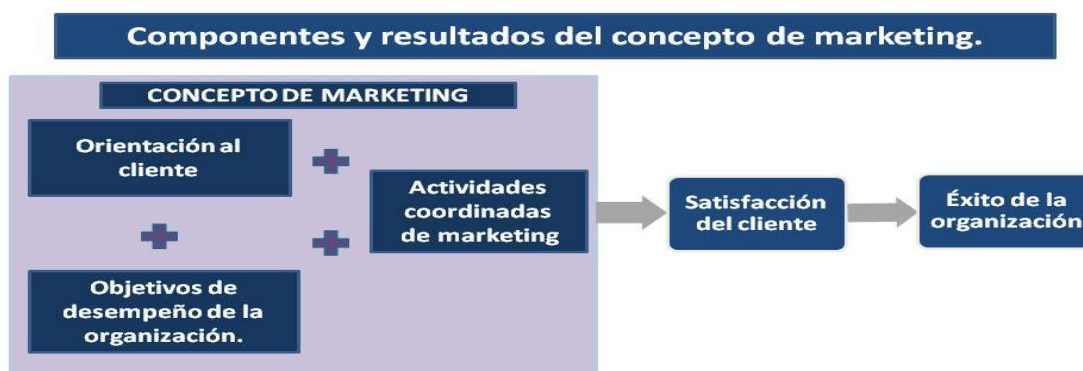 Componentes y resultados del concepto de marketing.
CONCEPTO DE MARKETING
Orientación al
cliente
Objetivos de
desempeño de la
organización.
Actividades
coordinadas
de marketing
Satisfacción
del cliente
Éxito de la
organización